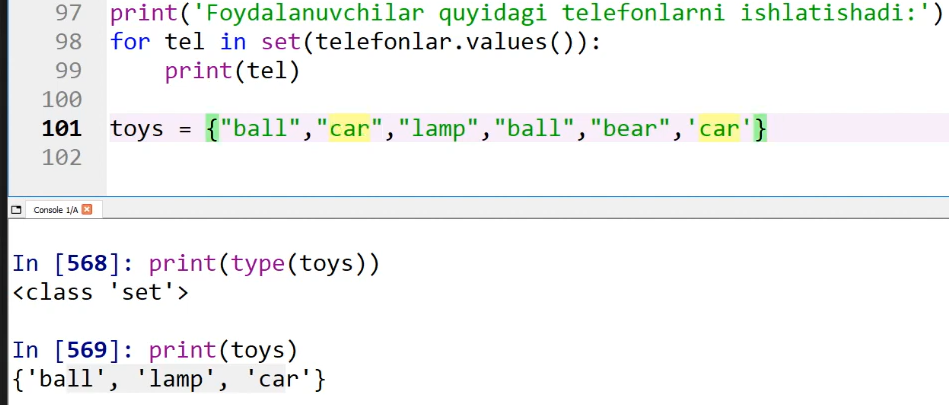 97 print('Foydalanuvchilar quyidagi telefonlarni ishlatishadi:')
98 for tel in set(telefonlar.values()):
99     print(tel)
100
101 toys = {"ball","car","lamp","ball","bear",'car'}
102
Console 1/A
In [568]: print(type(toys))
<class 'set'>
In [569]: print(toys)
{'ball', 'lamp', 'car'}